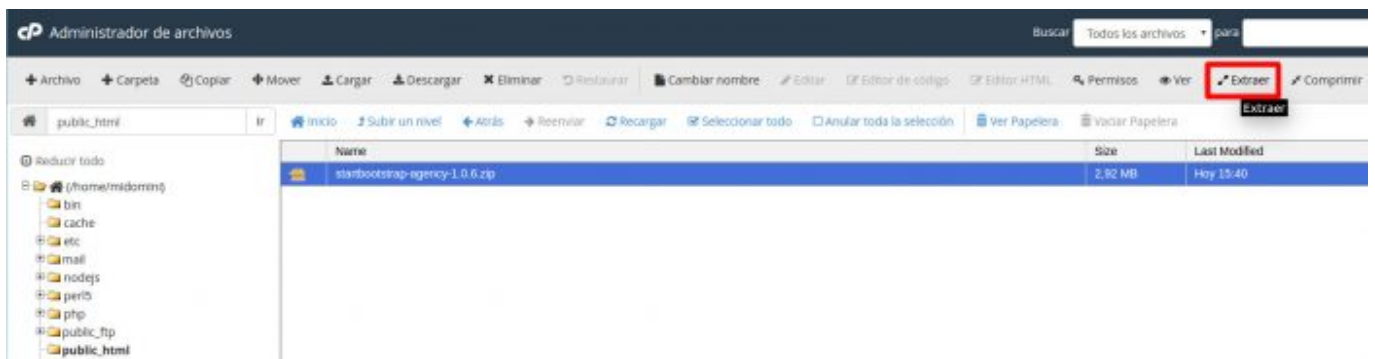 cP Administrador de archivos Buscar Todos los archivos para
Archivo Carpeta Copiar Mover Cargar Descargar Eliminar Restaurar Cambiar nombre Editar Editor de código Editor HTML Permisos Ver Extraer Comprimir
Extraer
public_html Ir Inicio Subir un nivel Atrás Reenviar Recargar Seleccionar todo Anular toda la selección Ver Papelera Vaciar Papelera
Reducir todo
Name Size Last Modified
startbootstrap-agency-1.0.6.zip 2,92 MB Hoy 15:40
(/home/midomini)
bin
cache
etc
mail
nodejs
perl5
php
public_ftp
public_html